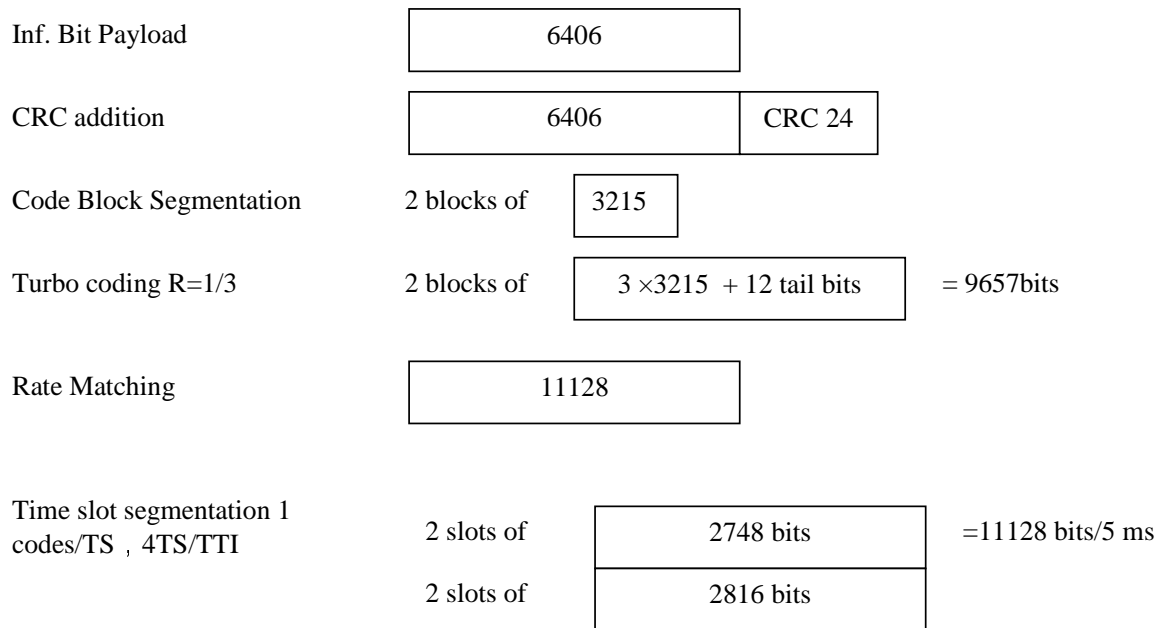 Inf. Bit Payload 6406
CRC addition 6406 CRC 24
Code Block Segmentation 2 blocks of 3215
Turbo coding R=1/3 2 blocks of 3 ×3215 + 12 tail bits = 9657bits
Rate Matching 11128
Time slot segmentation 1
codes/TS , 4TS/TTI 2 slots of 2748 bits =11128 bits/5 ms
2 slots of 2816 bits